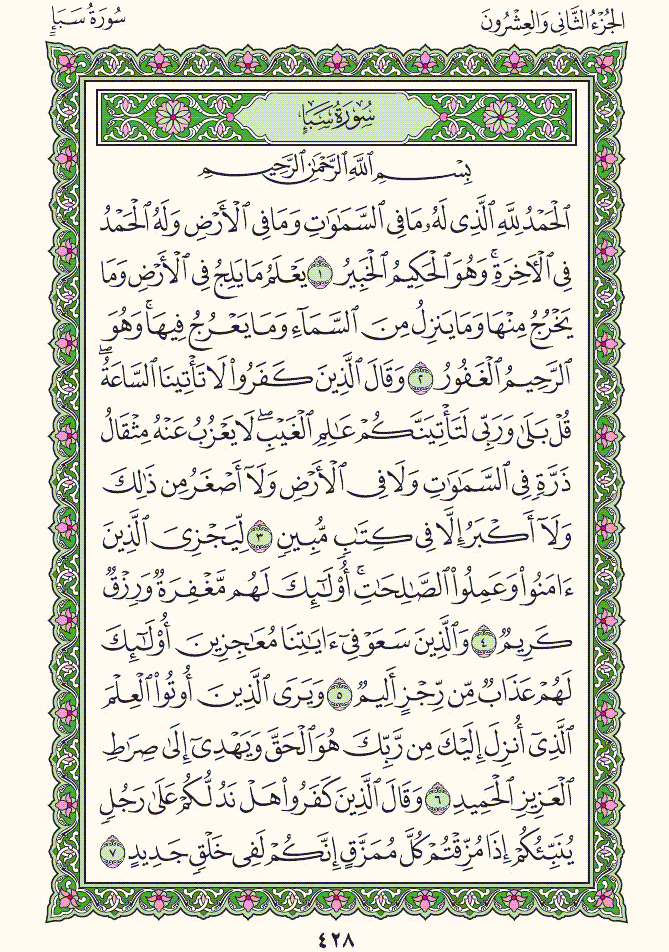 الجُزْءُ الثَّانِي وَالعِشْرُونَ
سُورَةُ سَبَإٍ
سُورَةُ سَبَإٍ
بِسْمِ ٱللَّهِ ٱلرَّحْمَٰنِ ٱلرَّحِيمِ
ٱلْحَمْدُ لِلَّهِ ٱلَّذِى لَهُۥ مَا فِى ٱلسَّمَٰوَٰتِ وَمَا فِى ٱلْأَرْضِ وَلَهُ ٱلْحَمْدُ
فِى ٱلْأَخِرَةِۚ وَهُوَ ٱلْحَكِيمُ ٱلْخَبِيرُ ١ يَعْلَمُ مَا يَلِجُ فِى ٱلْأَرْضِ وَمَا
يَخْرُجُ مِنْهَا وَمَا يَنزِلُ مِنَ ٱلسَّمَآءِ وَمَا يَعْرُجُ فِيهَاۚ وَهُوَ
ٱلرَّحِيمُ ٱلْغَفُورُ ٢ وَقَالَ ٱلَّذِينَ كَفَرُوا۟ لَا تَأْتِينَا ٱلسَّاعَةُۖ
قُلْ بَلَىٰ وَرَبِّى لَتَأْتِيَنَّكُمْ عَٰلِمِ ٱلْغَيْبِۖ لَا يَعْزُبُ عَنْهُ مِثْقَالُ
ذَرَّةٍ فِى ٱلسَّمَٰوَٰتِ وَلَا فِى ٱلْأَرْضِ وَلَآ أَصْغَرُ مِن ذَٰلِكَ
وَلَآ أَكْبَرُ إِلَّا فِى كِتَٰبٍ مُّبِينٍ ٣ لِّيَجْزِىَ ٱلَّذِينَ
ءَامَنُوا۟ وَعَمِلُوا۟ ٱلصَّٰلِحَٰتِۚ أُو۟لَٰٓئِكَ لَهُم مَّغْفِرَةٌ وَرِزْقٌ
كَرِيمٌ ٤ وَٱلَّذِينَ سَعَوْ فِىٓ ءَايَٰتِنَا مُعَٰجِزِينَ أُو۟لَٰٓئِكَ
لَهُمْ عَذَابٌ مِّن رِّجْزٍ أَلِيمٌ ٥ وَيَرَى ٱلَّذِينَ أُوتُوا۟ ٱلْعِلْمَ
ٱلَّذِىٓ أُنزِلَ إِلَيْكَ مِن رَّبِّكَ هُوَ ٱلْحَقَّ وَيَهْدِىٓ إِلَىٰ صِرَٰطِ
ٱلْعَزِيزِ ٱلْحَمِيدِ ٦ وَقَالَ ٱلَّذِينَ كَفَرُوا۟ هَلْ نَدُلُّكُمْ عَلَىٰ رَجُلٍ
يُنَبِّئُكُمْ إِذَا مُزِّقْتُمْ كُلَّ مُمَزَّقٍ إِنَّكُمْ لَفِى خَلْقٍ جَدِيدٍ ٧
٤٢٨